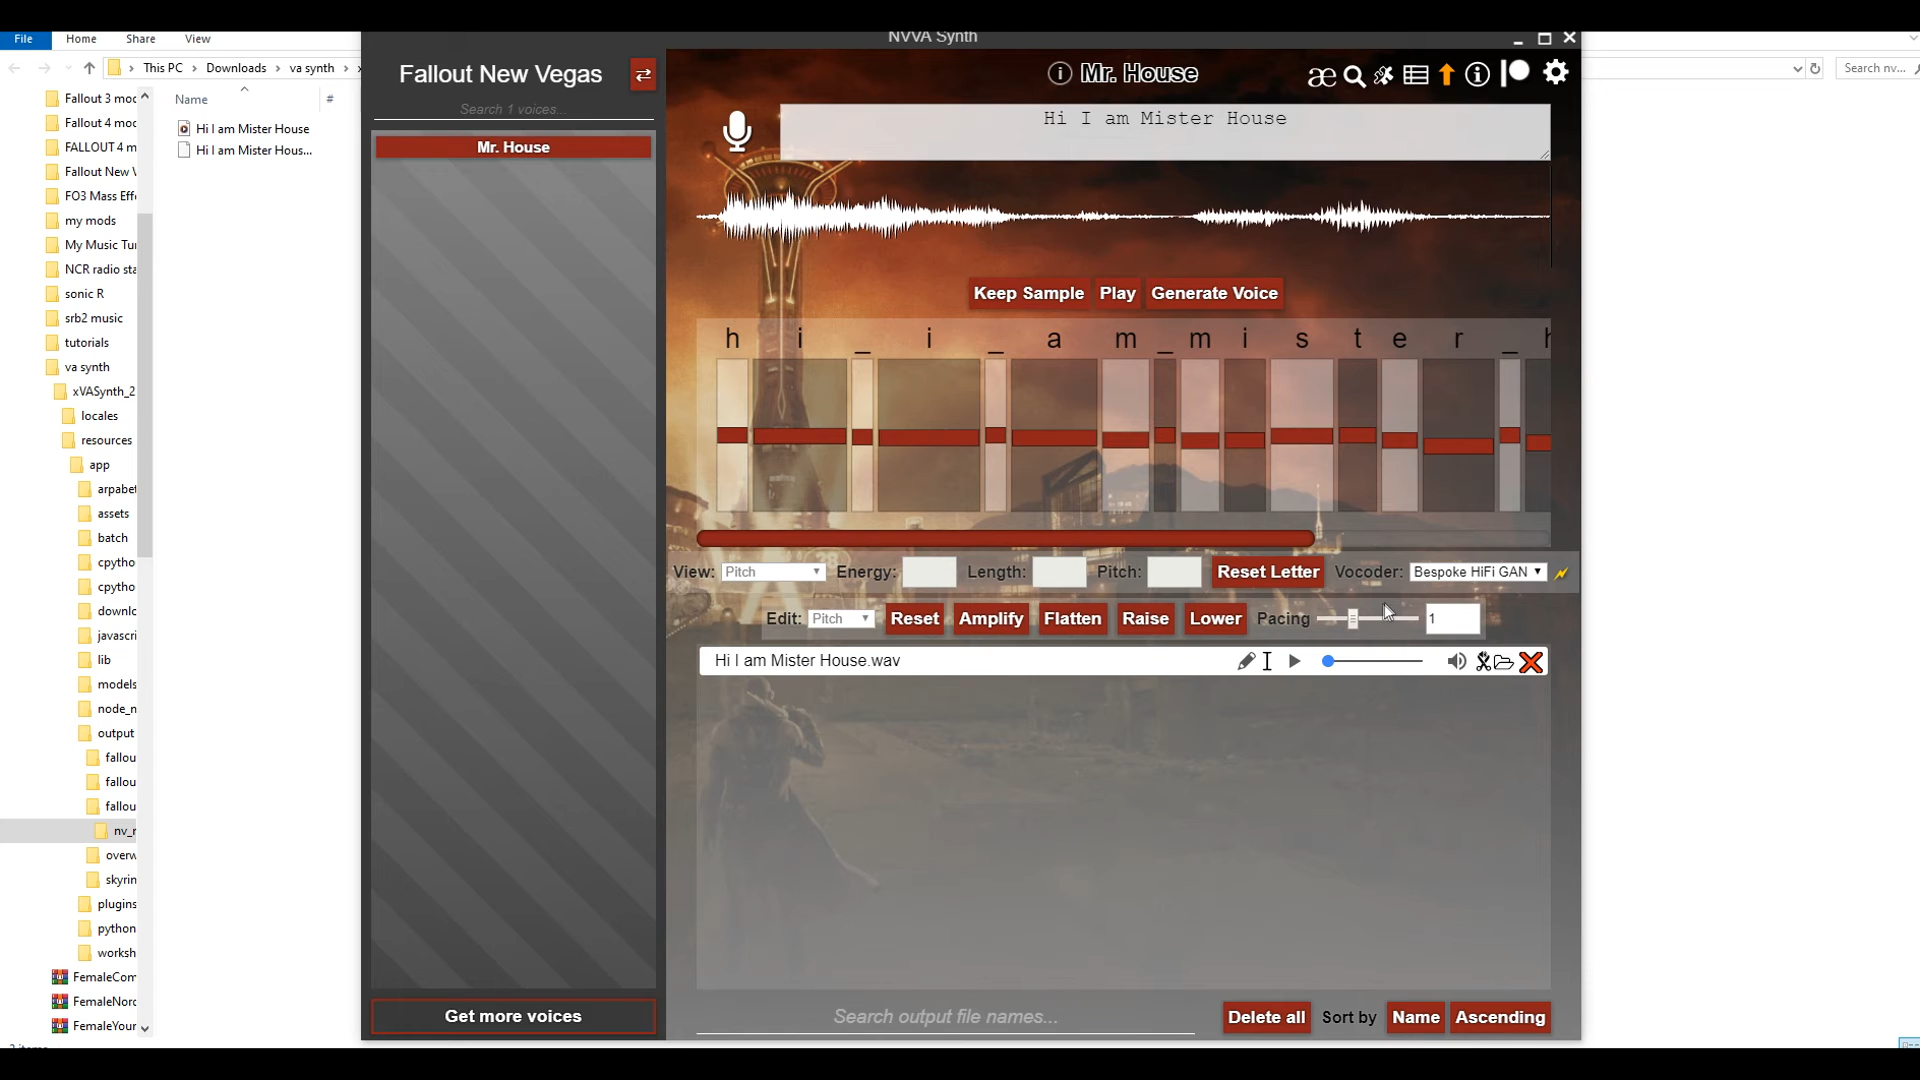 File Home Share View
This PC > Downloads > va synth > x
Search nv...
Fallout 3 moc
Fallout 4 moc
FALLOUT 4 m
Fallout New V
FO3 Mass Effe
my mods
My Music Tur
NCR radio sta
sonic R
srb2 music
tutorials
va synth
xVASynth_2
locales
resources
app
arpabet
assets
batch
cpytho
cpytho
downlc
javascri
lib
models
node_n
output
fallou
fallou
fallou
nv_r
overw
skyrin
plugins
python
worksh
FemaleCom
FemaleNord
FemaleYour
Name #
Hi I am Mister House
Hi I am Mister Hous...
NVVA Synth
Fallout New Vegas
Search 1 voices...
Mr. House
Get more voices
i Mr. House æ
Hi I am Mister House
Keep Sample Play Generate Voice
h i _ i _ a m _ m i s t e r _ h
View: Pitch Energy: Length: Pitch: Reset Letter Vocoder: Bespoke HiFi GAN
Edit: Pitch Reset Amplify Flatten Raise Lower Pacing 1
Hi I am Mister House.wav
Search output file names...
Delete all Sort by Name Ascending